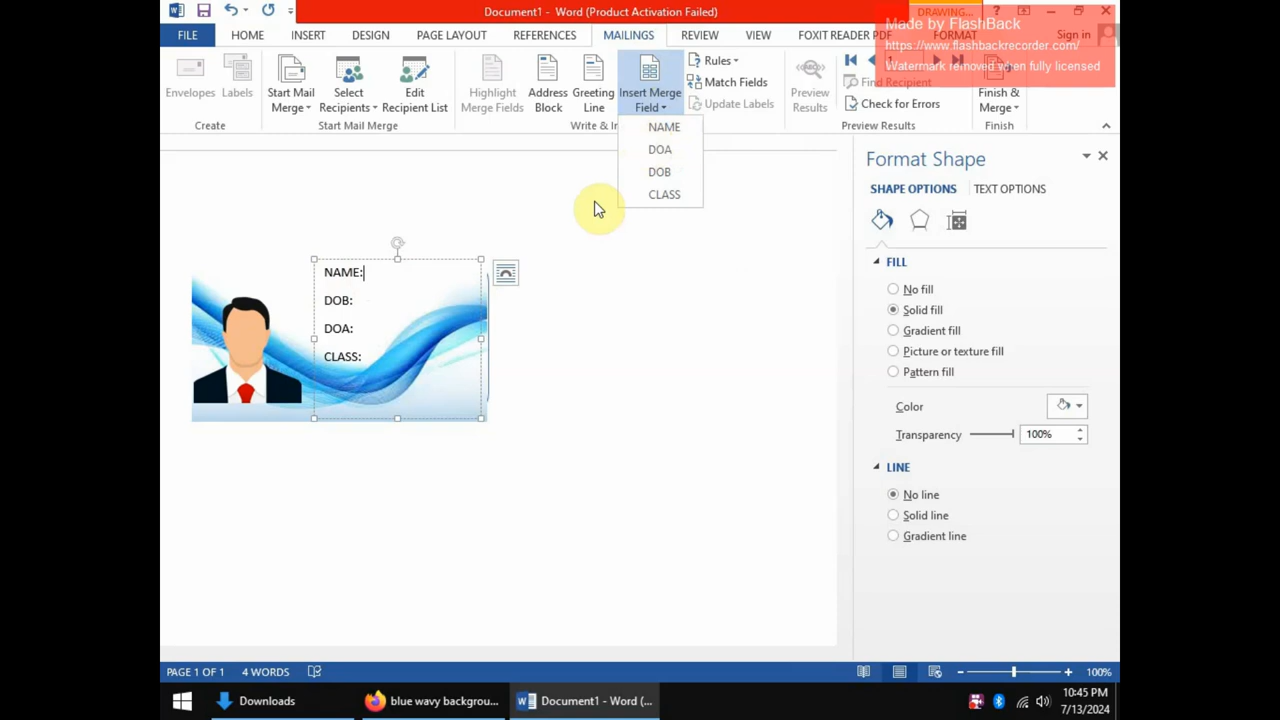 Document1 - Word (Product Activation Failed)
DRAWING...
?
Made by FlashBack
https://www.flashbackrecorder.com/
Watermark removed when fully licensed
Sign in
FILE HOME INSERT DESIGN PAGE LAYOUT REFERENCES MAILINGS REVIEW VIEW FOXIT READER PDF FORMAT
Envelopes
Labels
Start Mail
Merge
Select
Recipients
Edit
Recipient List
Highlight
Merge Fields
Address
Block
Greeting
Line
Insert Merge
Field
Rules
Match Fields
Update Labels
Preview
Results
Find Recipient
Check for Errors
Finish &
Merge
Create
Start Mail Merge
Write & In
Preview Results
Finish
NAME
DOA
DOB
CLASS
NAME:
DOB:
DOA:
CLASS:
Format Shape
SHAPE OPTIONS TEXT OPTIONS
FILL
No fill
Solid fill
Gradient fill
Picture or texture fill
Pattern fill
Color
Transparency 100%
LINE
No line
Solid line
Gradient line
PAGE 1 OF 1 4 WORDS
100%
Downloads
blue wavy backgrou...
Document1 - Word (...
10:45 PM
7/13/2024